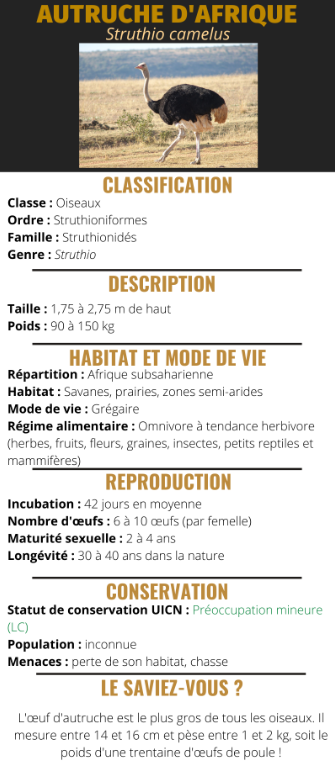 AUTRUCHE D'AFRIQUE
Struthio camelus
CLASSIFICATION
Classe : Oiseaux
Ordre : Struthioniformes
Famille : Struthionidés
Genre : Struthio
DESCRIPTION
Taille : 1,75 à 2,75 m de haut
Poids : 90 à 150 kg
HABITAT ET MODE DE VIE
Répartition : Afrique subsaharienne
Habitat : Savanes, prairies, zones semi-arides
Mode de vie : Grégaire
Régime alimentaire : Omnivore à tendance herbivore
(herbes, fruits, fleurs, graines, insectes, petits reptiles et
mammifères)
REPRODUCTION
Incubation : 42 jours en moyenne
Nombre d'œufs : 6 à 10 œufs (par femelle)
Maturité sexuelle : 2 à 4 ans
Longévité : 30 à 40 ans dans la nature
CONSERVATION
Statut de conservation UICN : Préoccupation mineure
(LC)
Population : inconnue
Menaces : perte de son habitat, chasse
LE SAVIEZ-VOUS ?
L'œuf d'autruche est le plus gros de tous les oiseaux. Il
mesure entre 14 et 16 cm et pèse entre 1 et 2 kg, soit le
poids d'une trentaine d'œufs de poule !